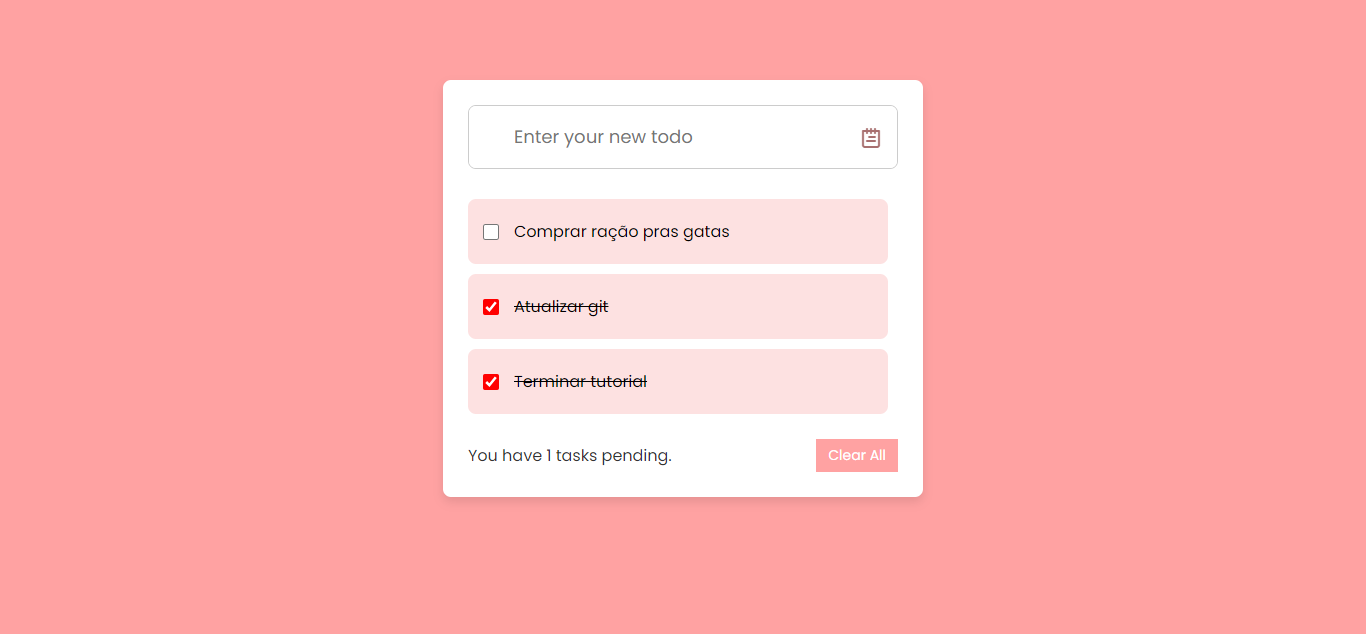 Enter your new todo
Comprar ração pras gatas
Atualizar git
Terminar tutorial
You have 1 tasks pending.
Clear All